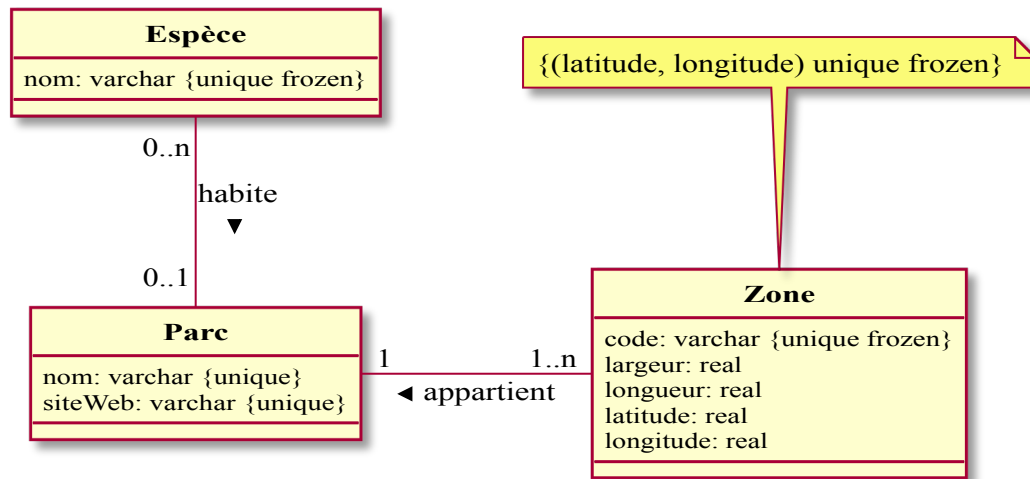 Espèce
nom: varchar {unique frozen}
{(latitude, longitude) unique frozen}
0..n
habite
▼
0..1
Parc
nom: varchar {unique}
siteWeb: varchar {unique}
1
1..n
◄ appartient
Zone
code: varchar {unique frozen}
largeur: real
longueur: real
latitude: real
longitude: real